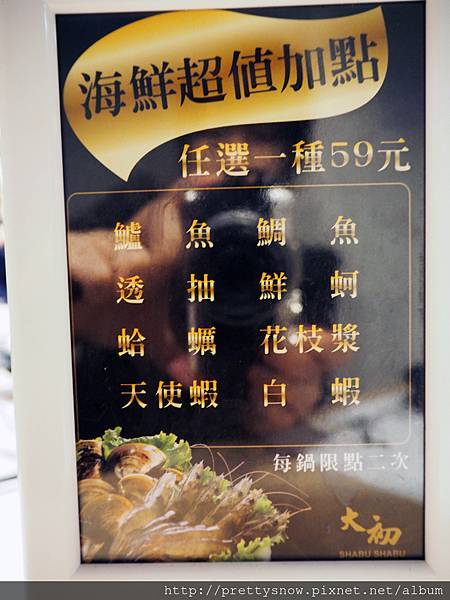 海鮮超值加點
任選一種59元
鱸魚 鯛魚
透抽 鮮蚵
蛤蠣 花枝漿
天使蝦 白蝦
每鍋限點二次
大初
SHABU SHABU
http://prettysnow.pixnet.net/album